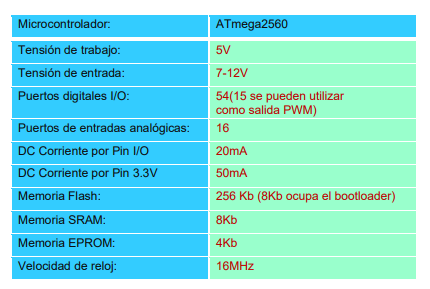 Microcontrolador: ATmega2560
Tensión de trabajo: 5V
Tensión de entrada: 7-12V
Puertos digitales I/O: 54(15 se pueden utilizar
como salida PWM)
Puertos de entradas analógicas: 16
DC Corriente por Pin I/O 20mA
DC Corriente por Pin 3.3V 50mA
Memoria Flash: 256 Kb (8Kb ocupa el bootloader)
Memoria SRAM: 8Kb
Memoria EPROM: 4Kb
Velocidad de reloj: 16MHz